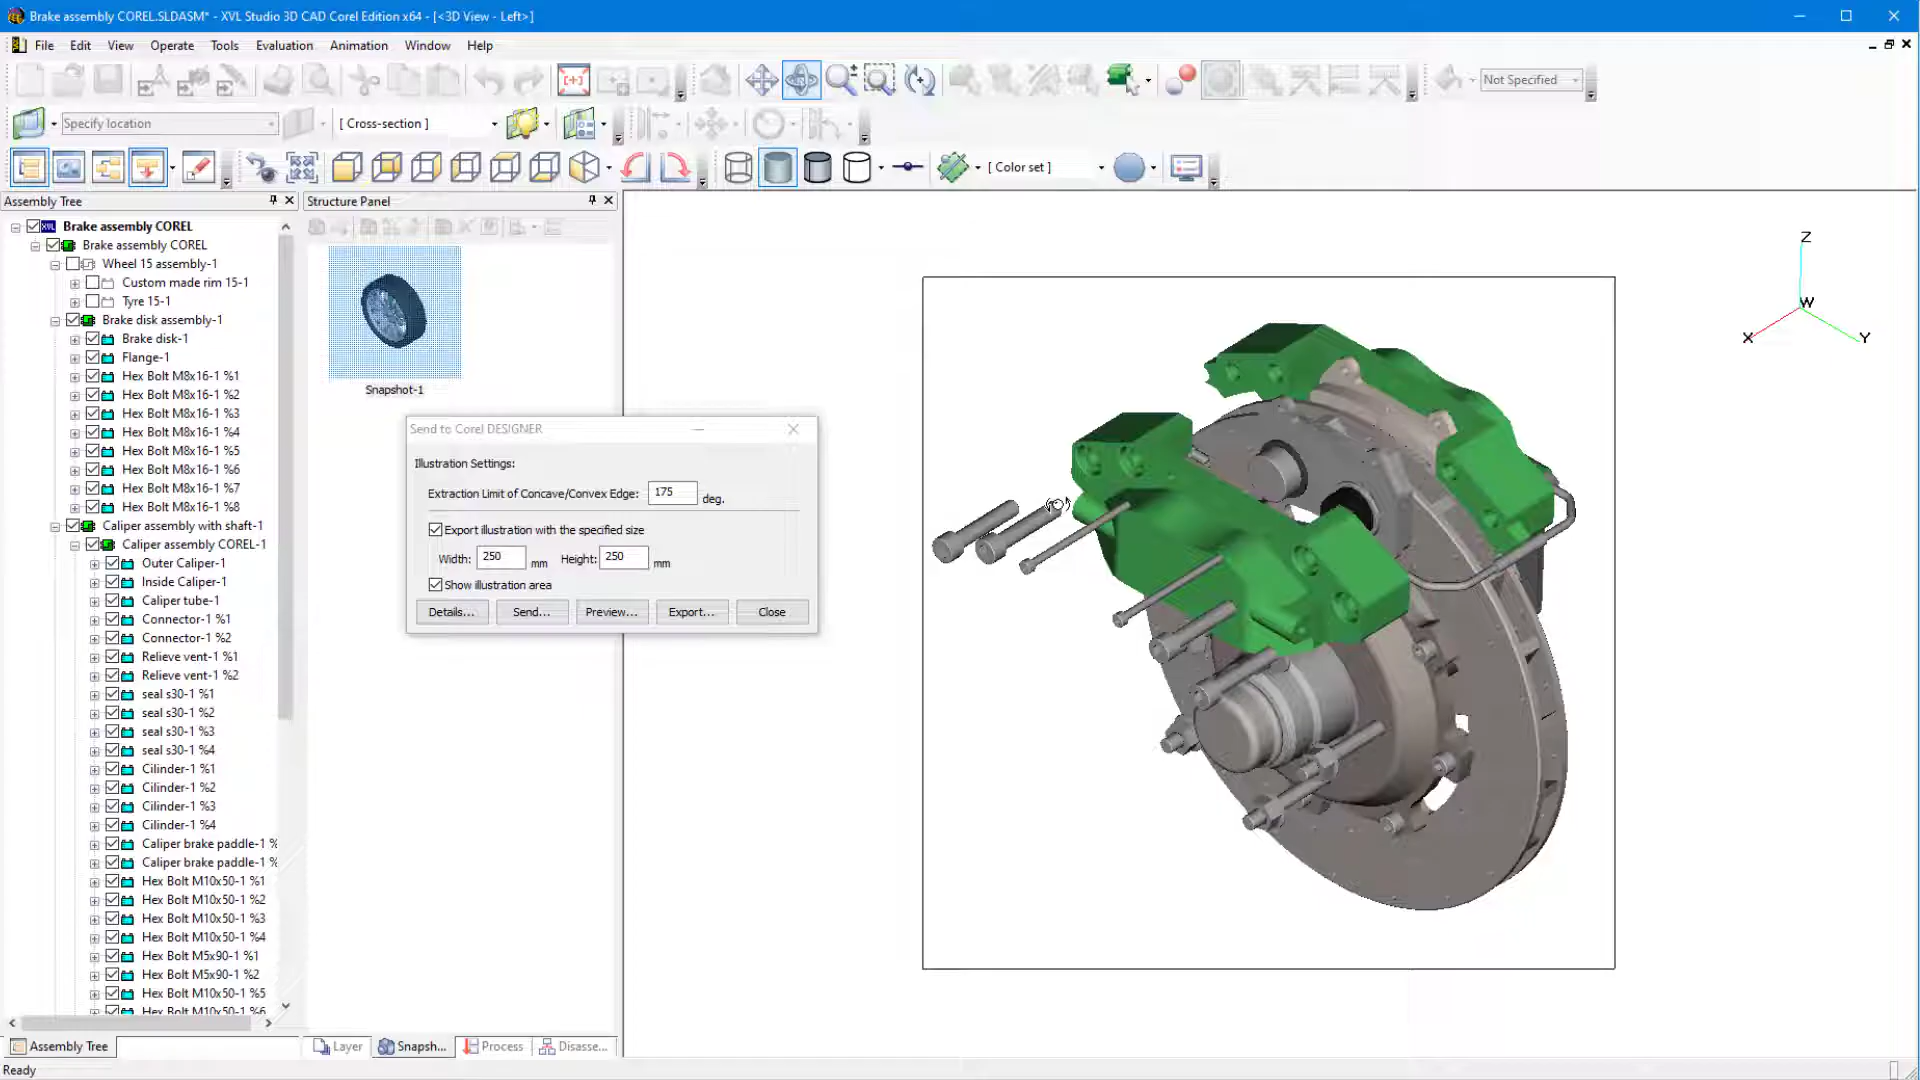 Brake assembly COREL.SLDASM* - XVL Studio 3D CAD Corel Edition x64 - [<3D View - Left>]
File Edit View Operate Tools Evaluation Animation Window Help
Not Specified
Specify location
[ Cross-section ]
[ Color set ]
Assembly Tree
Structure Panel
Brake assembly COREL
Brake assembly COREL
Wheel 15 assembly-1
Custom made rim 15-1
Tyre 15-1
Brake disk assembly-1
Brake disk-1
Flange-1
Hex Bolt M8x16-1 %1
Hex Bolt M8x16-1 %2
Hex Bolt M8x16-1 %3
Hex Bolt M8x16-1 %4
Hex Bolt M8x16-1 %5
Hex Bolt M8x16-1 %6
Hex Bolt M8x16-1 %7
Hex Bolt M8x16-1 %8
Caliper assembly with shaft-1
Caliper assembly COREL-1
Outer Caliper-1
Inside Caliper-1
Caliper tube-1
Connector-1 %1
Connector-1 %2
Relieve vent-1 %1
Relieve vent-1 %2
seal s30-1 %1
seal s30-1 %2
seal s30-1 %3
seal s30-1 %4
Cilinder-1 %1
Cilinder-1 %2
Cilinder-1 %3
Cilinder-1 %4
Caliper brake paddle-1 %
Caliper brake paddle-1 %
Hex Bolt M10x50-1 %1
Hex Bolt M10x50-1 %2
Hex Bolt M10x50-1 %3
Hex Bolt M10x50-1 %4
Hex Bolt M5x90-1 %1
Hex Bolt M5x90-1 %2
Hex Bolt M10x50-1 %5
Hex Bolt M10x50-1 %6
Snapshot-1
Send to Corel DESIGNER
Illustration Settings:
Extraction Limit of Concave/Convex Edge: 175 deg.
Export illustration with the specified size
Width: 250 mm Height: 250 mm
Show illustration area
Details... Send... Preview... Export... Close
Z
W
X
Y
Assembly Tree
Layer Snapsh... Process Disasse...
Ready